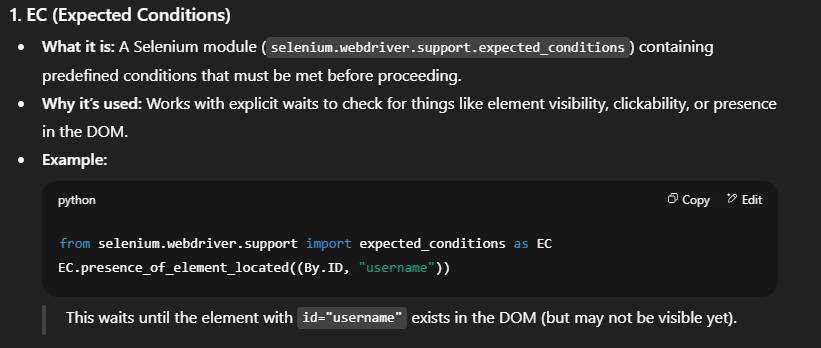 1. EC (Expected Conditions)
• What it is: A Selenium module (selenium.webdriver.support.expected_conditions) containing
predefined conditions that must be met before proceeding.
• Why it’s used: Works with explicit waits to check for things like element visibility, clickability, or presence
in the DOM.
• Example:
python Copy Edit
from selenium.webdriver.support import expected_conditions as EC
EC.presence_of_element_located((By.ID, "username"))
This waits until the element with id="username" exists in the DOM (but may not be visible yet).